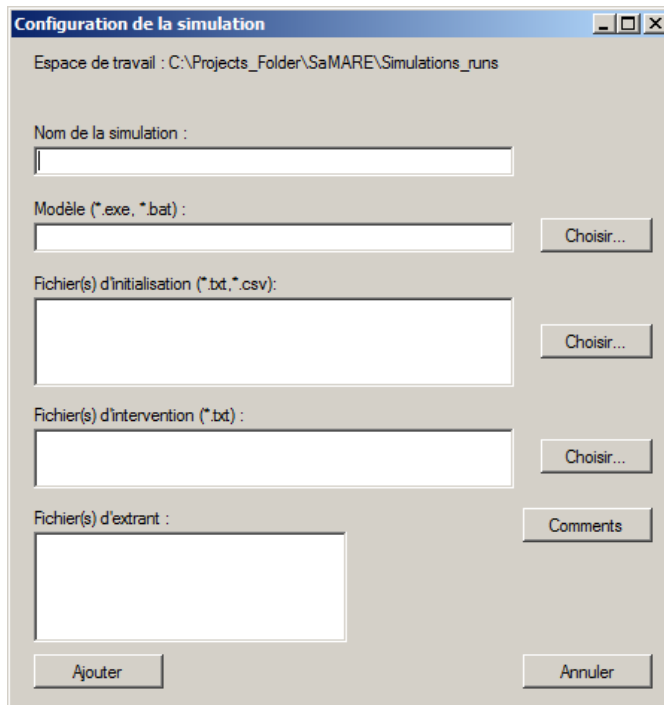 Configuration de la simulation
Espace de travail : C:\Projects_Folder\SaMARE\Simulations_runs
Nom de la simulation :
Modèle (*.exe, *.bat) :
Choisir...
Fichier(s) d'initialisation (*.txt,*.csv):
Choisir...
Fichier(s) d'intervention (*.txt) :
Choisir...
Fichier(s) d'extrant :
Comments
Ajouter
Annuler